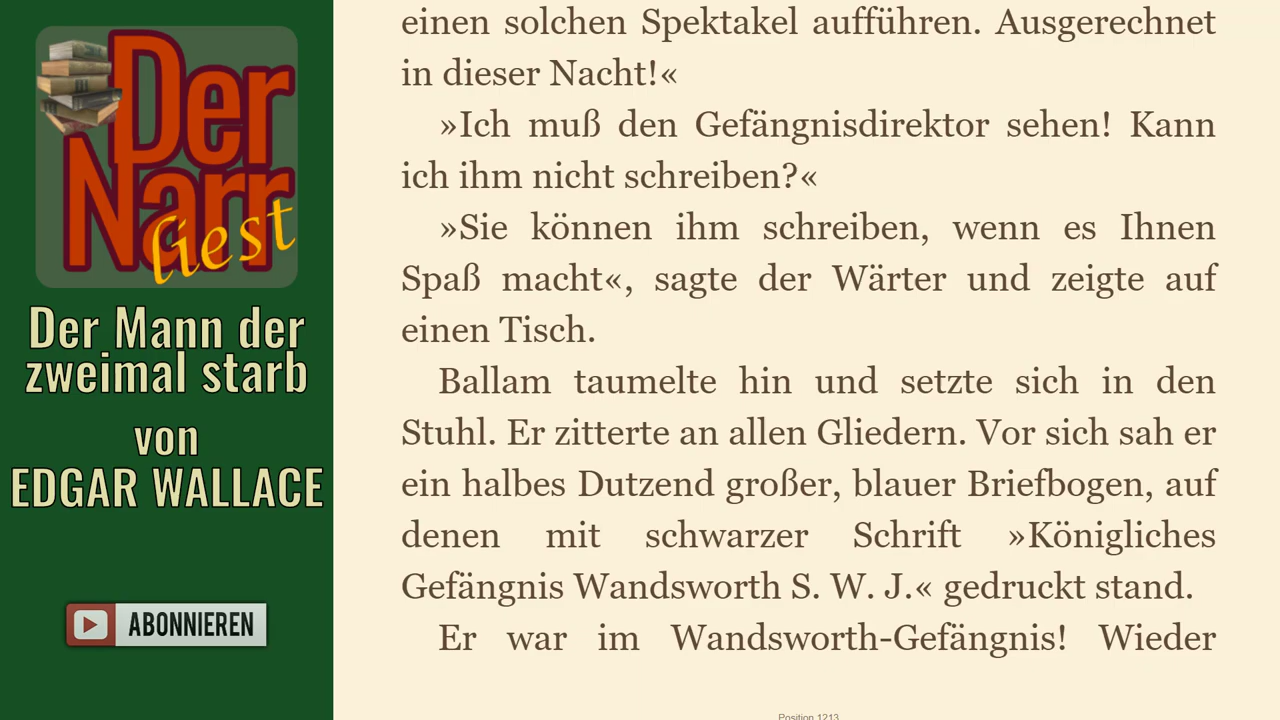 Der
Narr
liest
Der Mann der
zweimal starb
von
EDGAR WALLACE
ABONNIEREN
einen solchen Spektakel aufführen. Ausgerechnet
in dieser Nacht!«
»Ich muß den Gefängnisdirektor sehen! Kann
ich ihm nicht schreiben?«
»Sie können ihm schreiben, wenn es Ihnen
Spaß macht«, sagte der Wärter und zeigte auf
einen Tisch.
Ballam taumelte hin und setzte sich in den
Stuhl. Er zitterte an allen Gliedern. Vor sich sah er
ein halbes Dutzend großer, blauer Briefbogen, auf
denen mit schwarzer Schrift »Königliches
Gefängnis Wandsworth S. W. J.« gedruckt stand.
Er war im Wandsworth-Gefängnis! Wieder
Position 1213